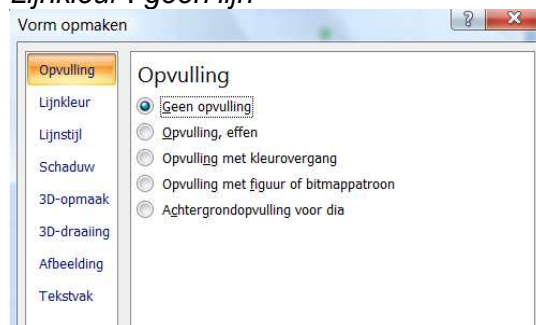 Lijnkleur : geen lijn
Vorm opmaken
Opvulling
Lijnkleur
Lijnstijl
Schaduw
3D-opmaak
3D-draaiing
Afbeelding
Tekstvak
Opvulling
Geen opvulling
Opvulling, effen
Opvulling met kleurovergang
Opvulling met figuur of bitmappatroon
Achtergrondopvulling voor dia